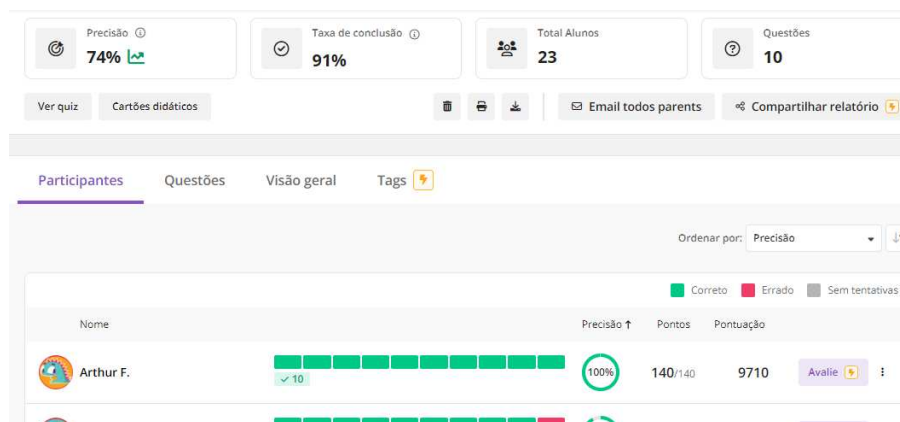 Precisão
74%
Taxa de conclusão
91%
Total Alunos
23
Questões
10
Ver quiz Cartões didáticos Email todos parents Compartilhar relatório
Participantes Questões Visão geral Tags
Ordenar por: Precisão
Correto Errado Sem tentativas
Nome Precisão Pontos Pontuação
Arthur F. 100% 140/140 9710 Avalie
10